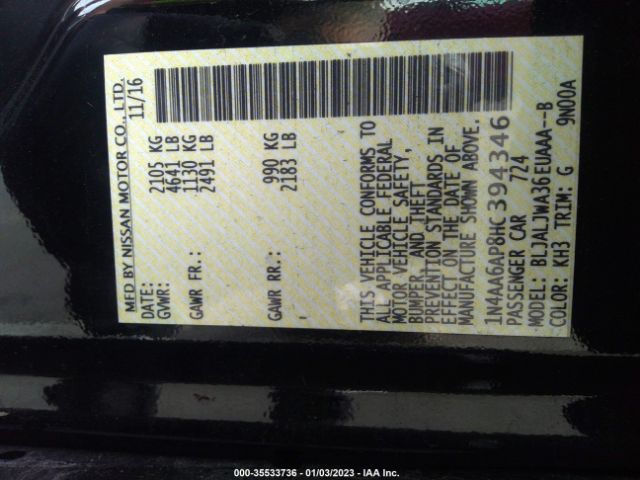 MFD BY NISSAN MOTOR CO., LTD.
DATE: 11/16
GVWR: 2105 KG
4641 LB
GAWR FR.: 1130 KG
2491 LB
GAWR RR.: 990 KG
2183 LB
THIS VEHICLE CONFORMS TO
ALL APPLICABLE FEDERAL
MOTOR VEHICLE SAFETY,
BUMPER, AND THEFT
PREVENTION STANDARDS IN
EFFECT ON THE DATE OF
MANUFACTURE SHOWN ABOVE.
1N4AA6AP8HC394346
PASSENGER CAR 724
MODEL: BLJALJWA36EUAAA--B
COLOR: KH3 TRIM: G 9N00A
000-35533736 - 01/03/2023 - IAA Inc.